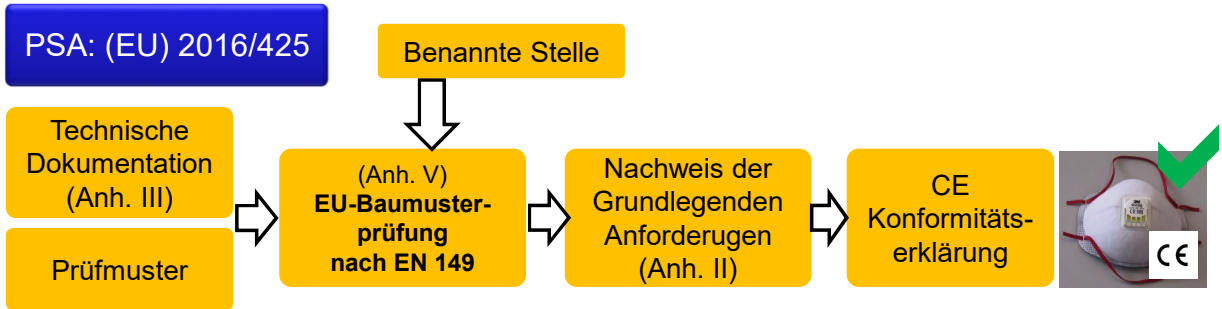 PSA: (EU) 2016/425
Benannte Stelle
Technische
Dokumentation
(Anh. III)
Prüfmuster
(Anh. V)
EU-Baumuster-
prüfung
nach EN 149
Nachweis der
Grundlegenden
Anforderugen
(Anh. II)
CE
Konformitäts-
erklärung
3M
CE